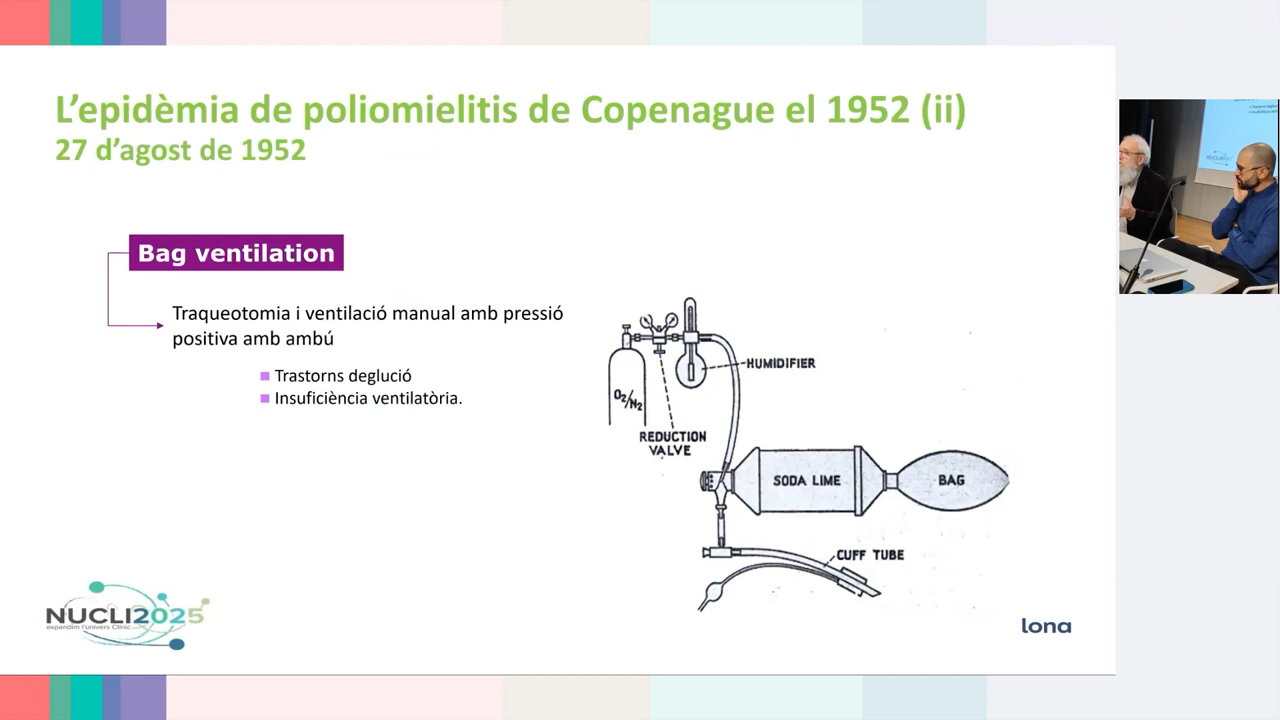 L'epidèmia de poliomielitis de Copenague el 1952 (ii)
27 d'agost de 1952
Bag ventilation
Traqueotomia i ventilació manual amb pressió
positiva amb ambú
Trastorns deglució
Insuficiència ventilatòria.
HUMIDIFIER
O2/N2
REDUCTION
VALVE
SODA LIME
BAG
CUFF TUBE
NUCLI2025
expandim l'univers Clínic
lona